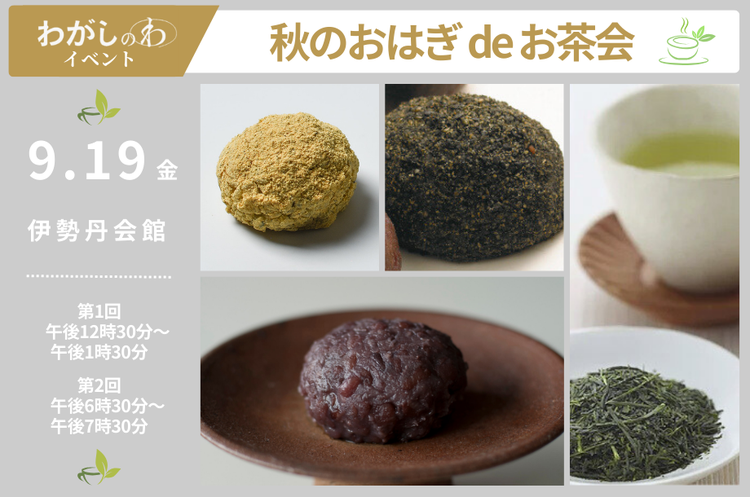 わがしのわ
イベント
秋のおはぎ de お茶会
9.19 金
伊勢丹会館
第1回
午後12時30分〜
午後1時30分
第2回
午後6時30分〜
午後7時30分